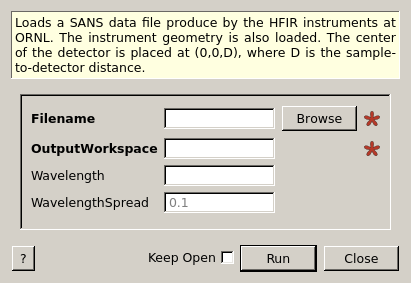 Loads a SANS data file produce by the HFIR instruments at
ORNL. The instrument geometry is also loaded. The center
of the detector is placed at (0,0,D), where D is the sample-
to-detector distance.
Filename Browse *
OutputWorkspace *
Wavelength
WavelengthSpread 0.1
? Keep Open Run Close